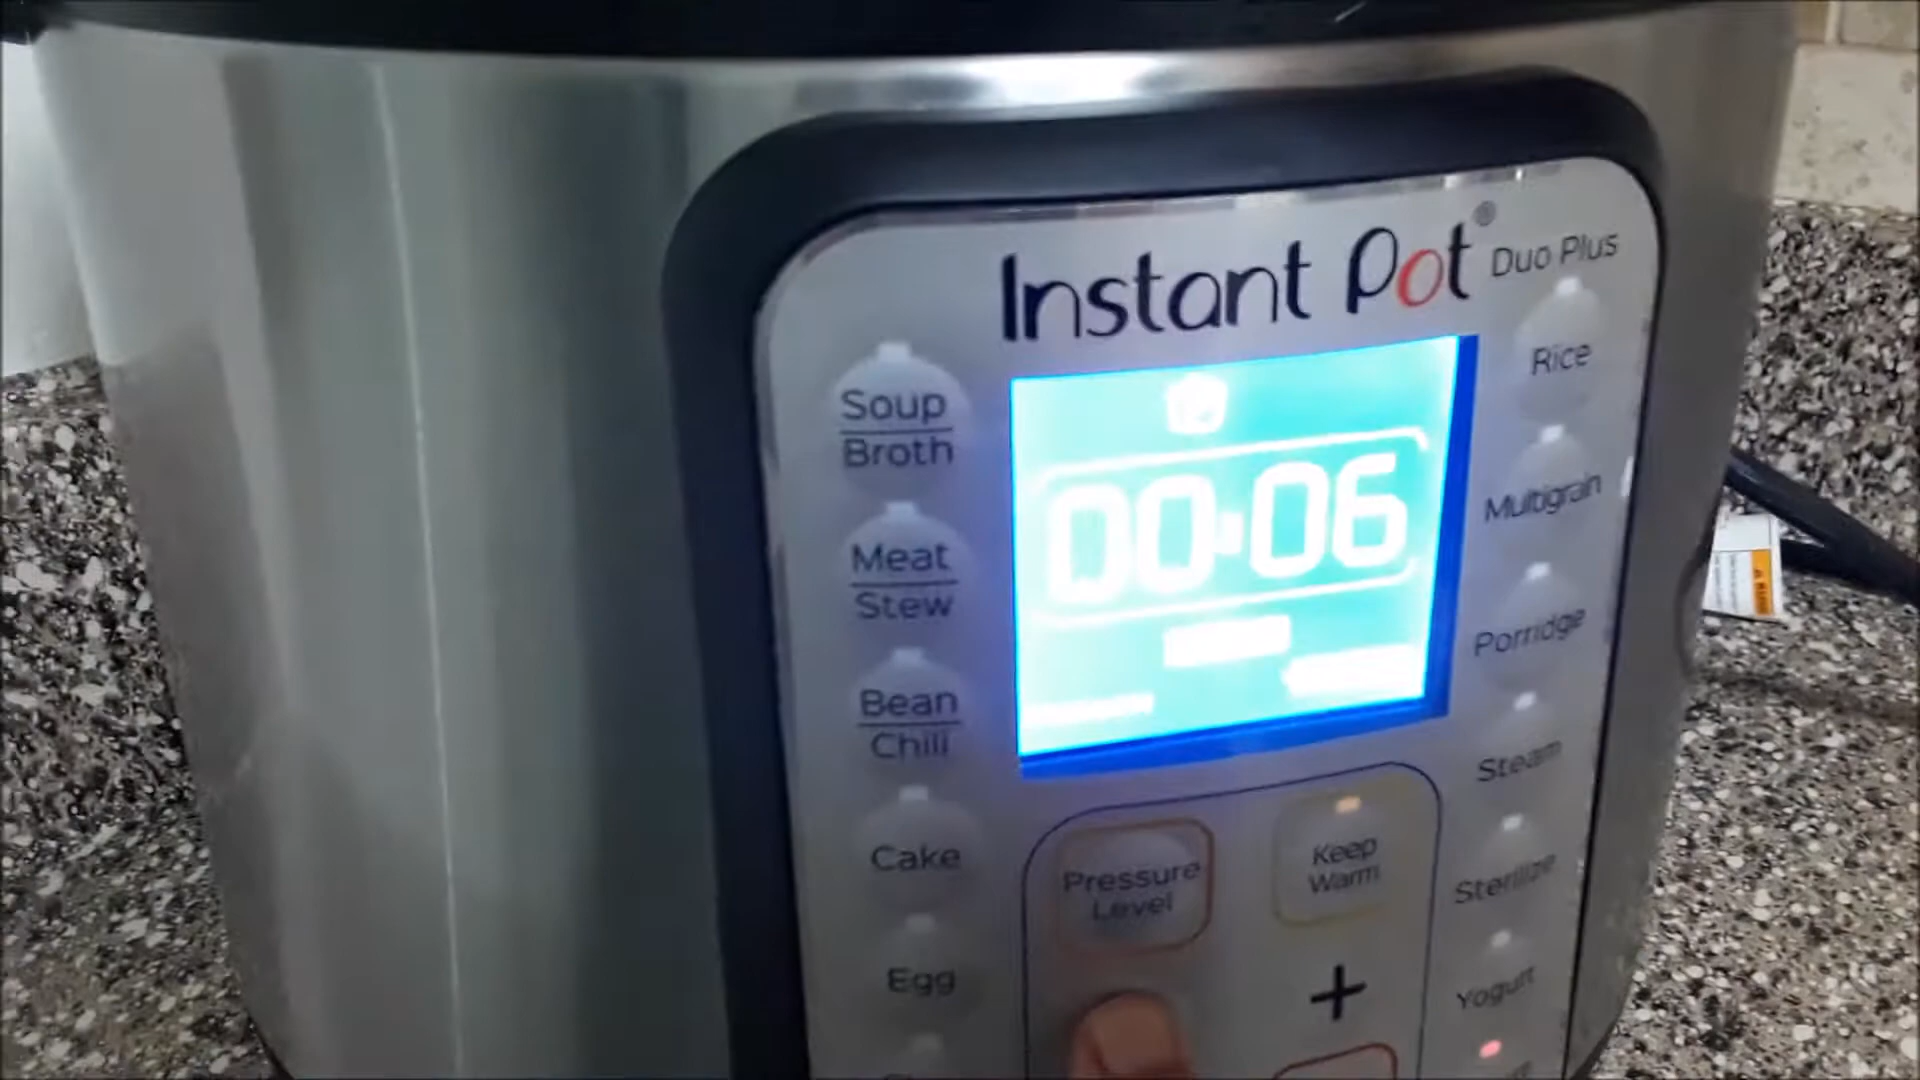 Instant Pot® Duo Plus
Soup
Broth
Meat
Stew
Bean
Chili
Cake
Egg
00:06
Pressure
Level
Keep
Warm
+
Rice
Multigrain
Porridge
Steam
Sterilize
Yogurt